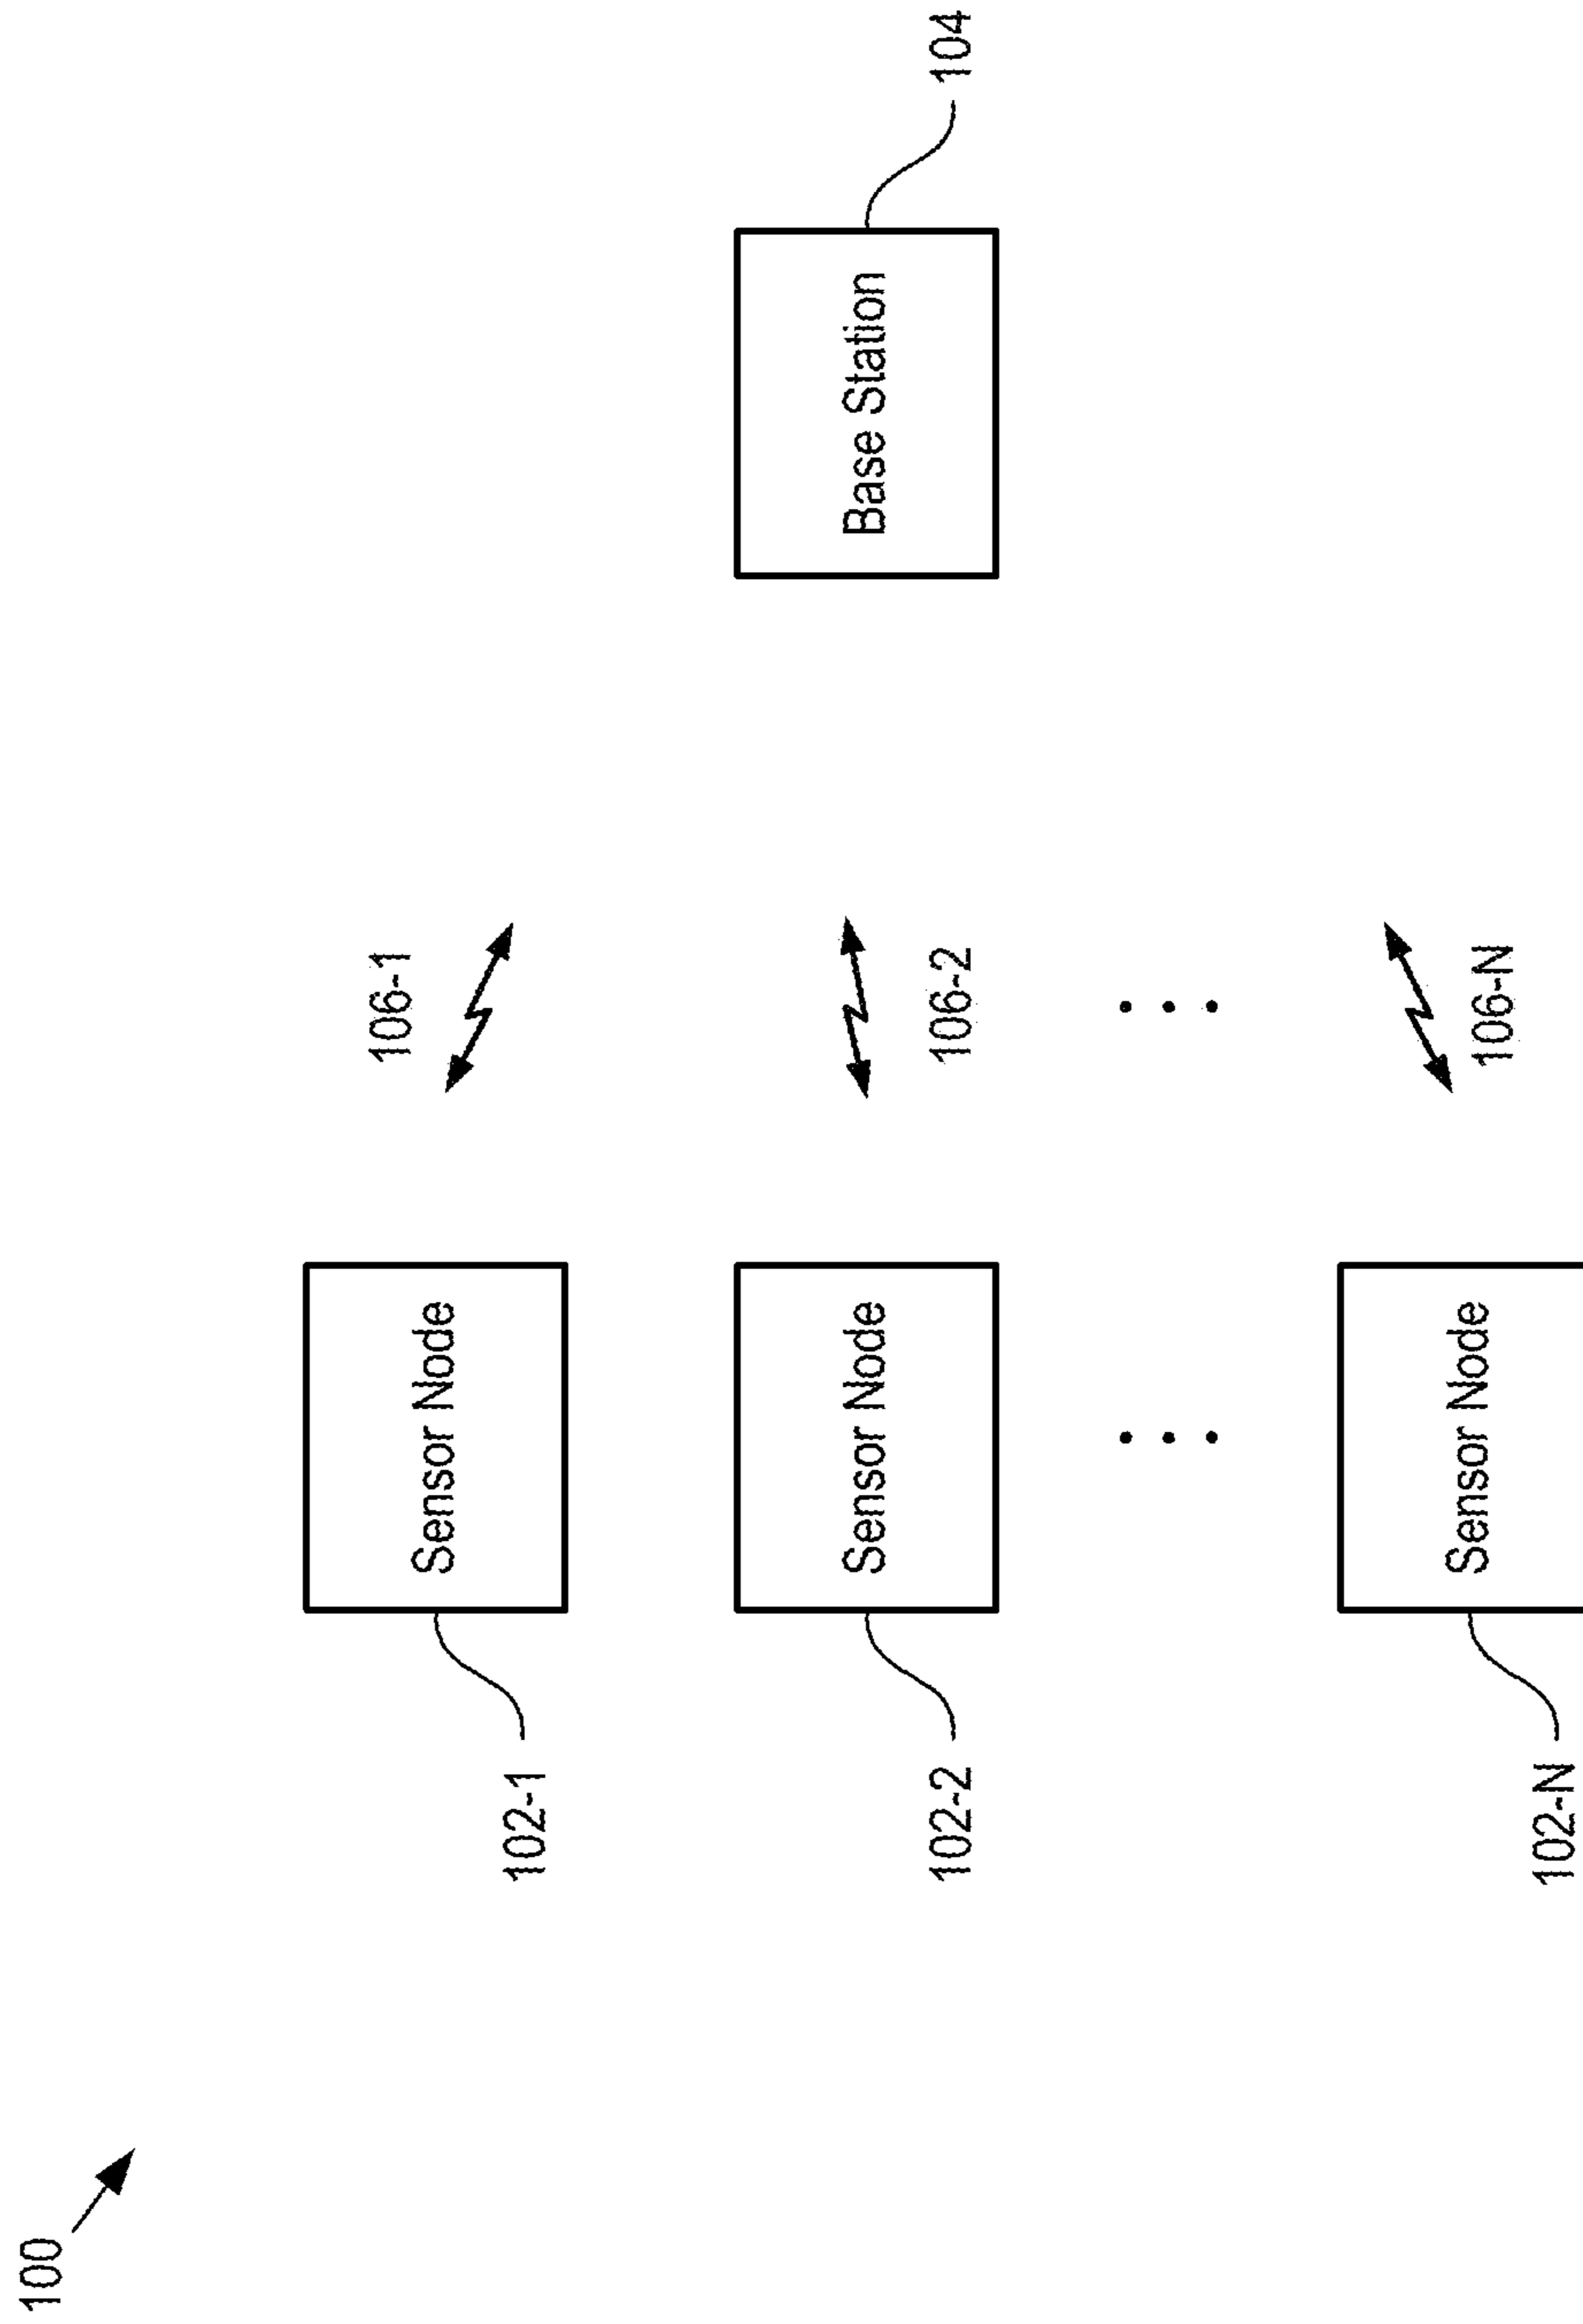 100
106-1
Sensor Node
102-1
Base Station
106-2
104
Sensor Node
102-2
106-N
Sensor Node
102-N